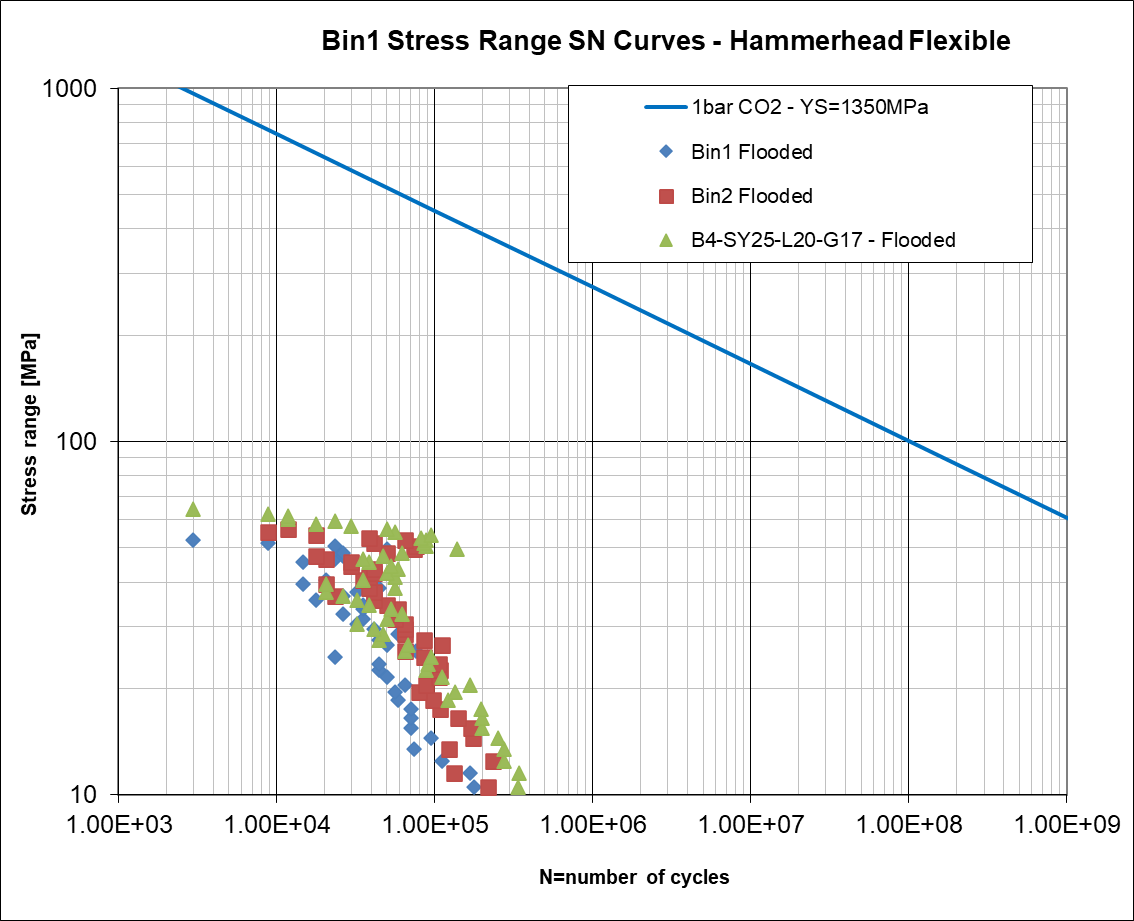 Bin1 Stress Range SN Curves - Hammerhead Flexible
1000
1bar CO2 - YS=1350MPa
Bin1 Flooded
Bin2 Flooded
B4-SY25-L20-G17 - Flooded
Stress range [MPa]
100
10
1.00E+03 1.00E+04 1.00E+05 1.00E+06 1.00E+07 1.00E+08 1.00E+09
N=number of cycles